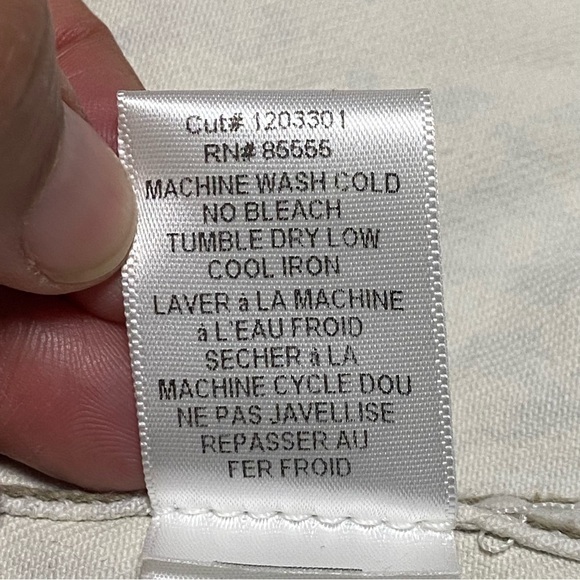 Cut# 1203301
RN# 85555
MACHINE WASH COLD
NO BLEACH
TUMBLE DRY LOW
COOL IRON
LAVER à LA MACHINE
à L'EAU FROID
SECHER à LA
MACHINE CYCLE DOU
NE PAS JAVELLISE
REPASSER AU
FER FROID